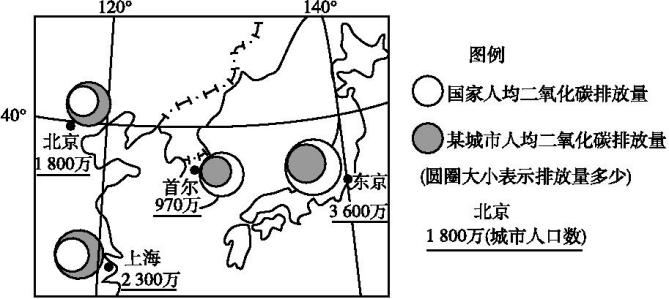 120°
140°
40°
北京
1 800万
首尔
970万
东京
3 600万
上海
2 300万
图例
国家人均二氧化碳排放量
某城市人均二氧化碳排放量
(圆圈大小表示排放量多少)
北京
1 800万(城市人口数)